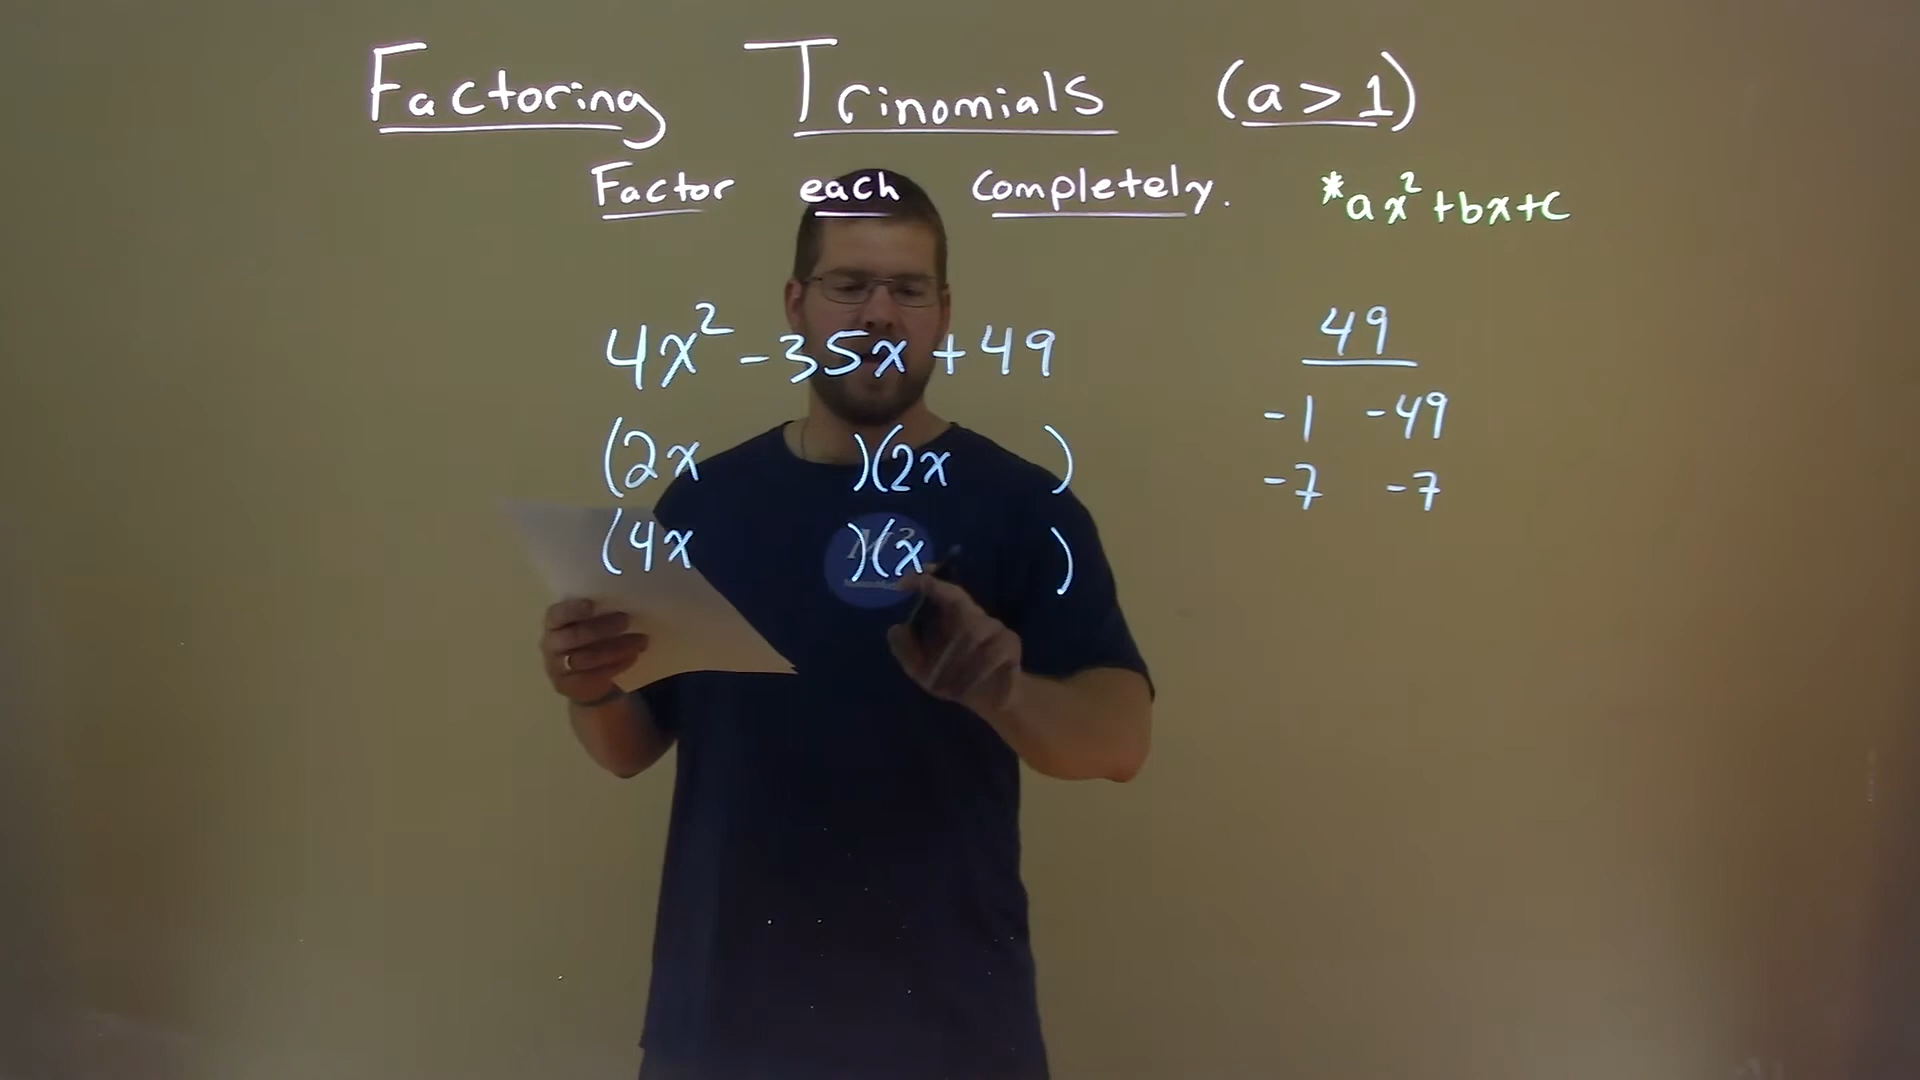 Factoring Trinomials (a > 1)
Factor each completely.
*ax²+bx+c
4x²-35x+49
(2x )(2x )
(4x )(x )
49
-1 -49
-7 -7